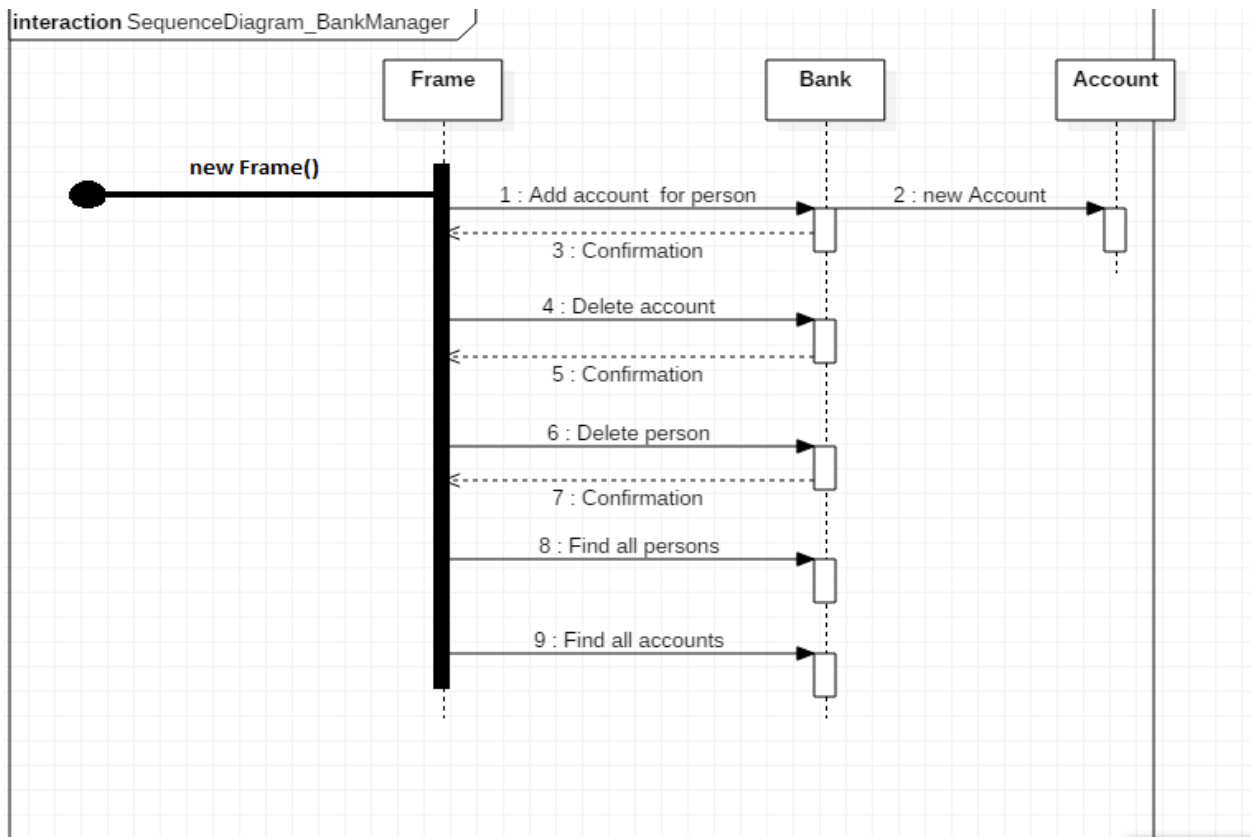 interaction SequenceDiagram_BankManager
Frame
Bank
Account
new Frame()
1 : Add account  for person
2 : new Account
3 : Confirmation
4 : Delete account
5 : Confirmation
6 : Delete person
7 : Confirmation
8 : Find all persons
9 : Find all accounts